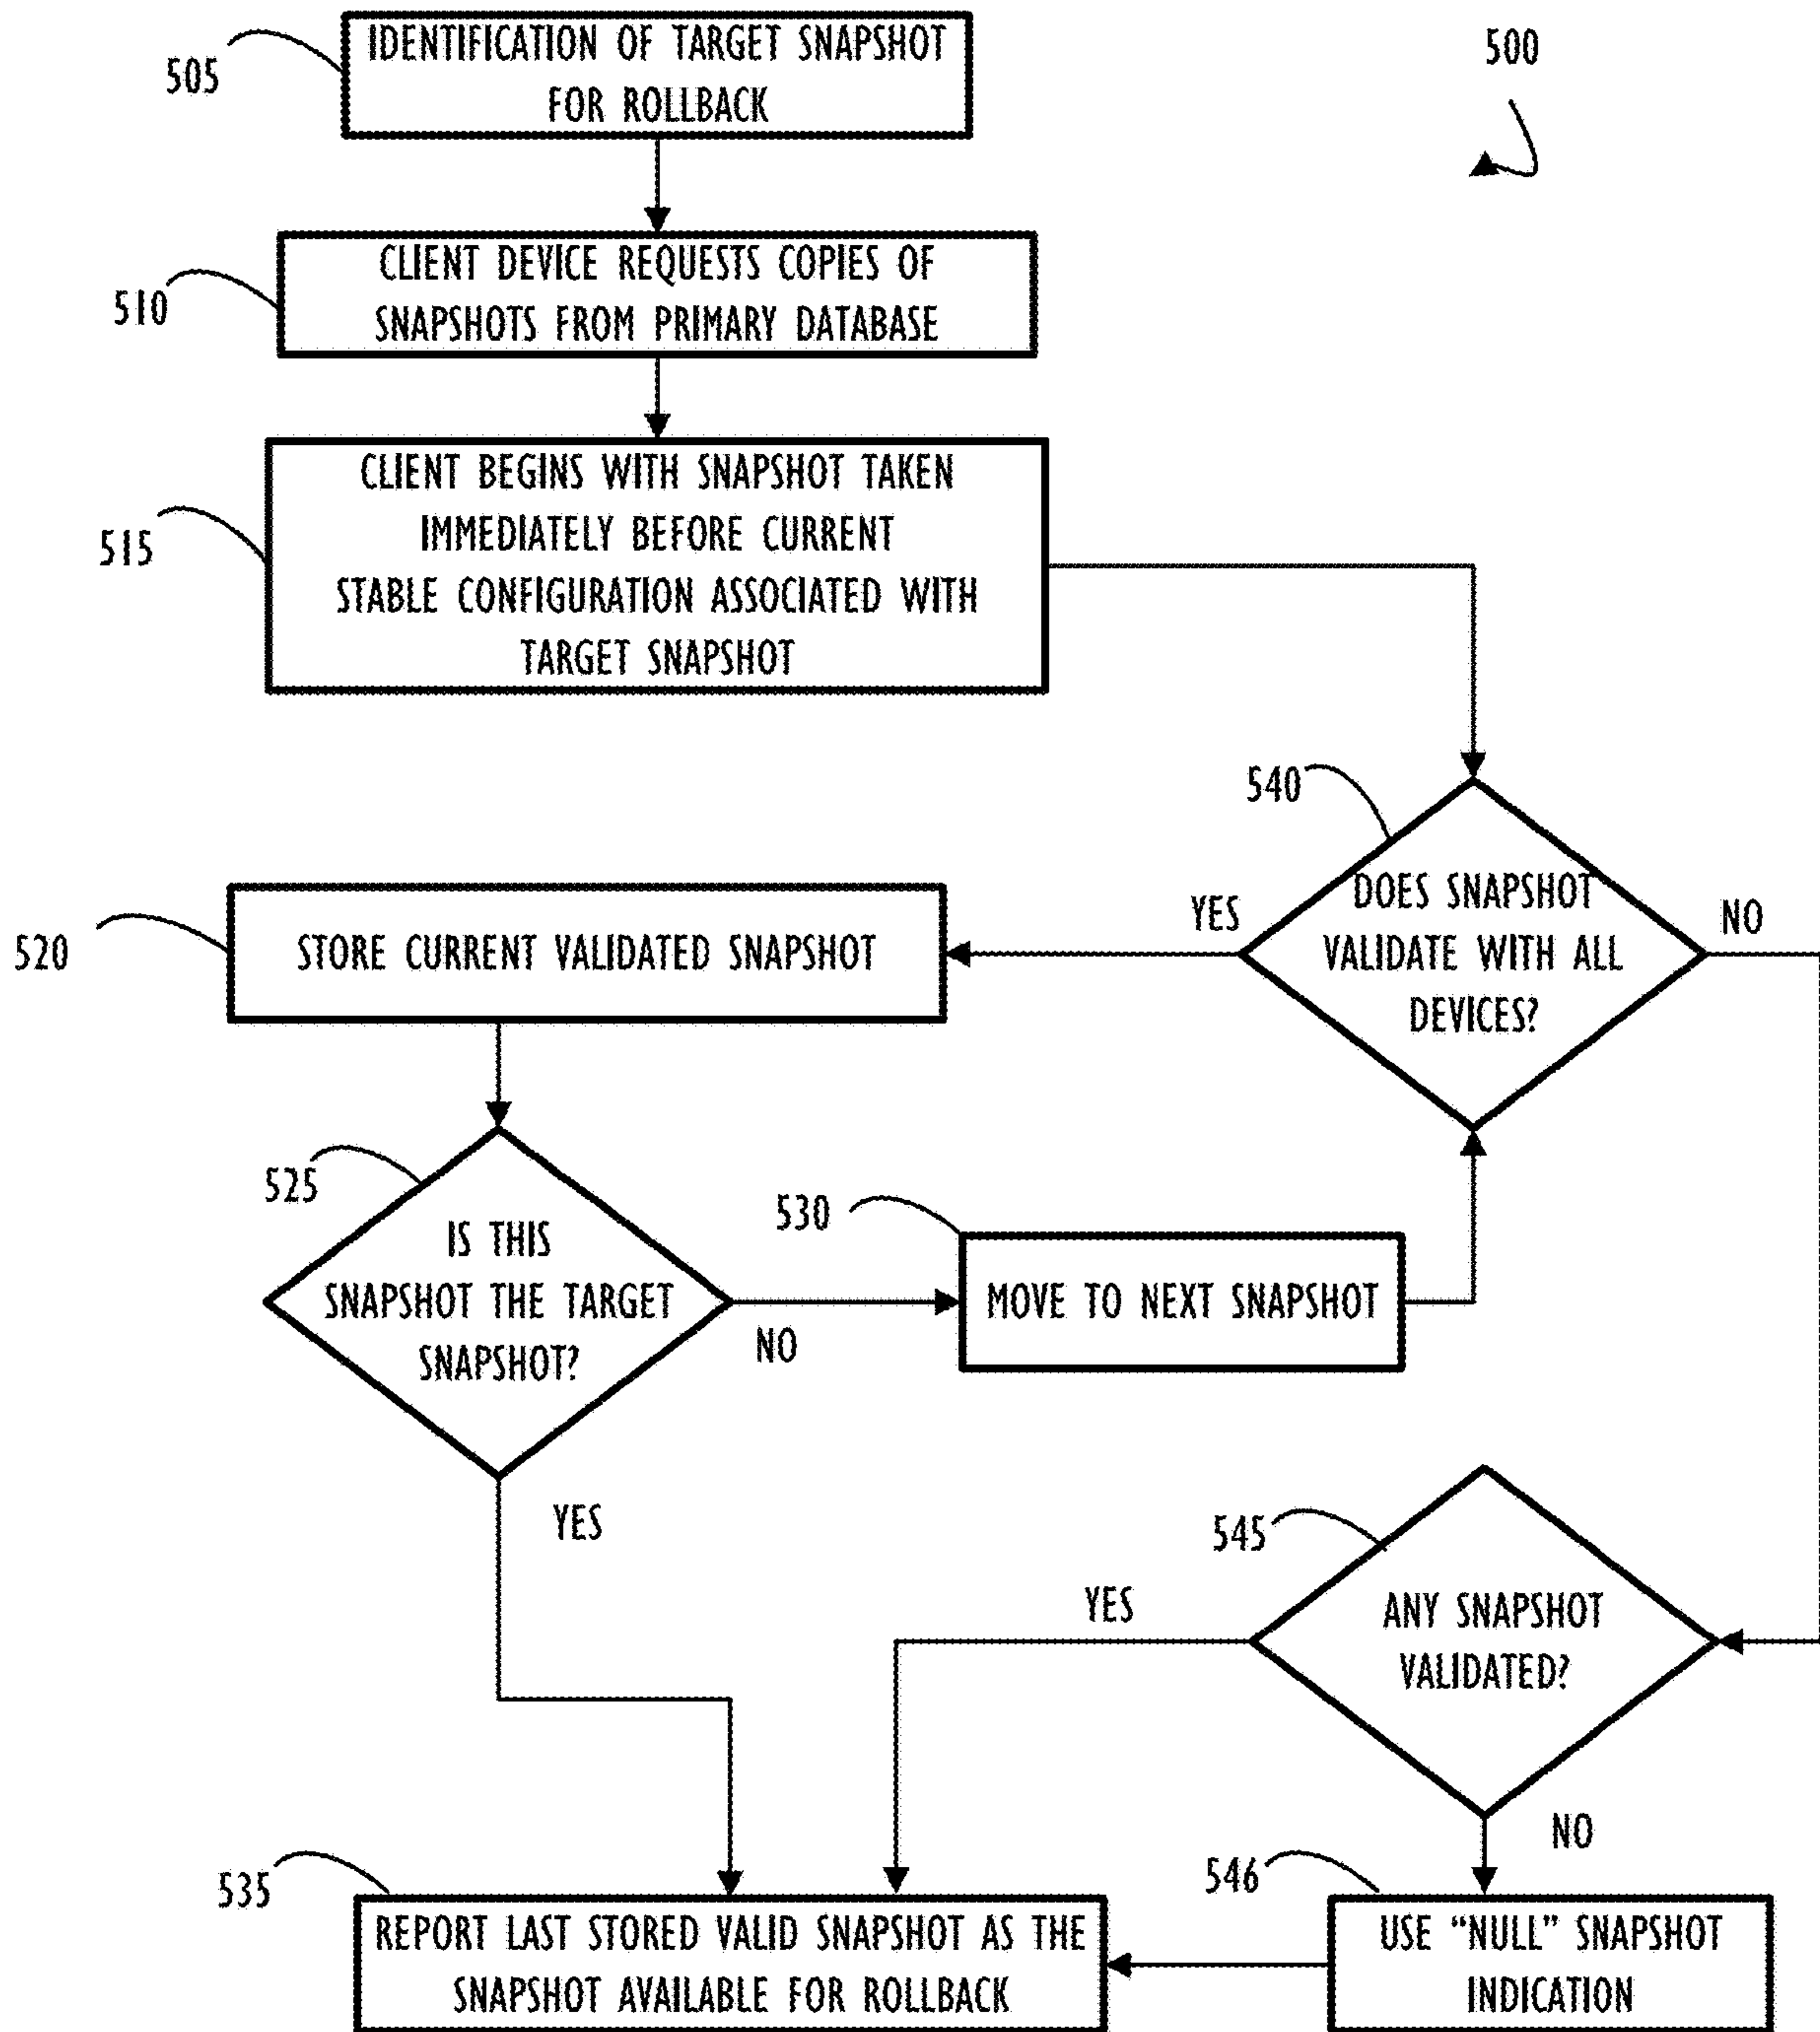 505
IDENTIFICATION OF TARGET SNAPSHOT
FOR ROLLBACK
500
510
CLIENT DEVICE REQUESTS COPIES OF
SNAPSHOTS FROM PRIMARY DATABASE
515
CLIENT BEGINS WITH SNAPSHOT TAKEN
IMMEDIATELY BEFORE CURRENT
STABLE CONFIGURATION ASSOCIATED WITH
TARGET SNAPSHOT
540
DOES SNAPSHOT
VALIDATE WITH ALL
DEVICES?
YES
NO
520
STORE CURRENT VALIDATED SNAPSHOT
525
IS THIS
SNAPSHOT THE TARGET
SNAPSHOT?
NO
530
MOVE TO NEXT SNAPSHOT
YES
545
ANY SNAPSHOT
VALIDATED?
YES
NO
535
REPORT LAST STORED VALID SNAPSHOT AS THE
SNAPSHOT AVAILABLE FOR ROLLBACK
546
USE “NULL” SNAPSHOT
INDICATION